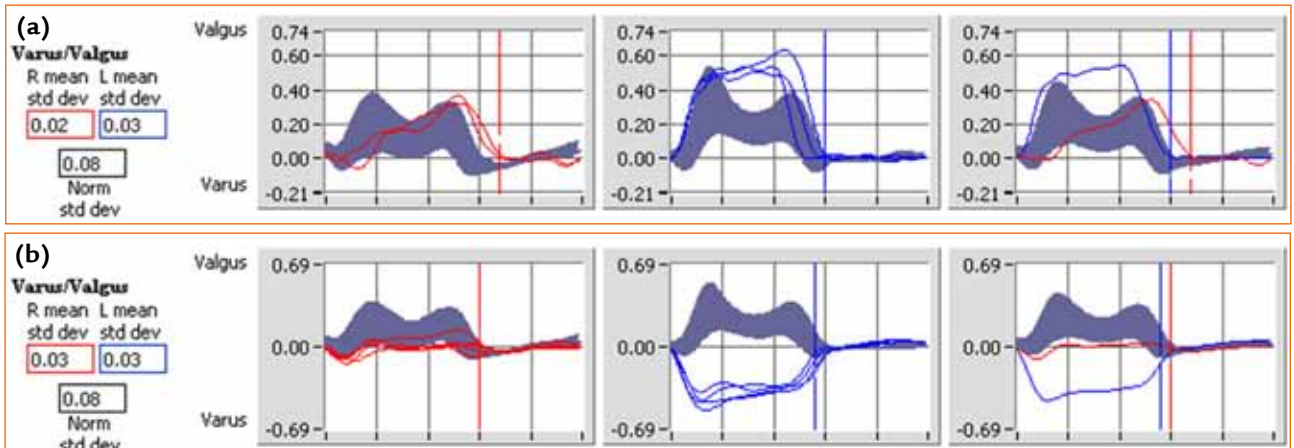 (a)
Varus/Valgus
R mean L mean
std dev std dev
0.02 0.03
0.08
Norm
std dev
Valgus
Varus
0.74
0.60
0.40
0.20
0.00
-0.21
0.74
0.60
0.40
0.20
0.00
-0.21
0.74
0.60
0.40
0.20
0.00
-0.21
(b)
Varus/Valgus
R mean L mean
std dev std dev
0.03 0.03
0.08
Norm
std dev
Valgus
Varus
0.69
0.00
-0.69
0.69
0.00
-0.69
0.69
0.00
-0.69